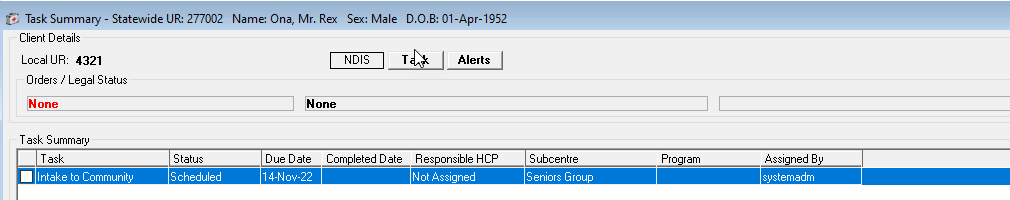 Task Summary - Statewide UR: 277002 Name: Ona, Mr. Rex Sex: Male D.O.B: 01-Apr-1952
Client Details
Local UR: 4321 NDIS Task Alerts
Orders / Legal Status
None None
Task Summary
Task Status Due Date Completed Date Responsible HCP Subcentre Program Assigned By
Intake to Community Scheduled 14-Nov-22 Not Assigned Seniors Group systemadm